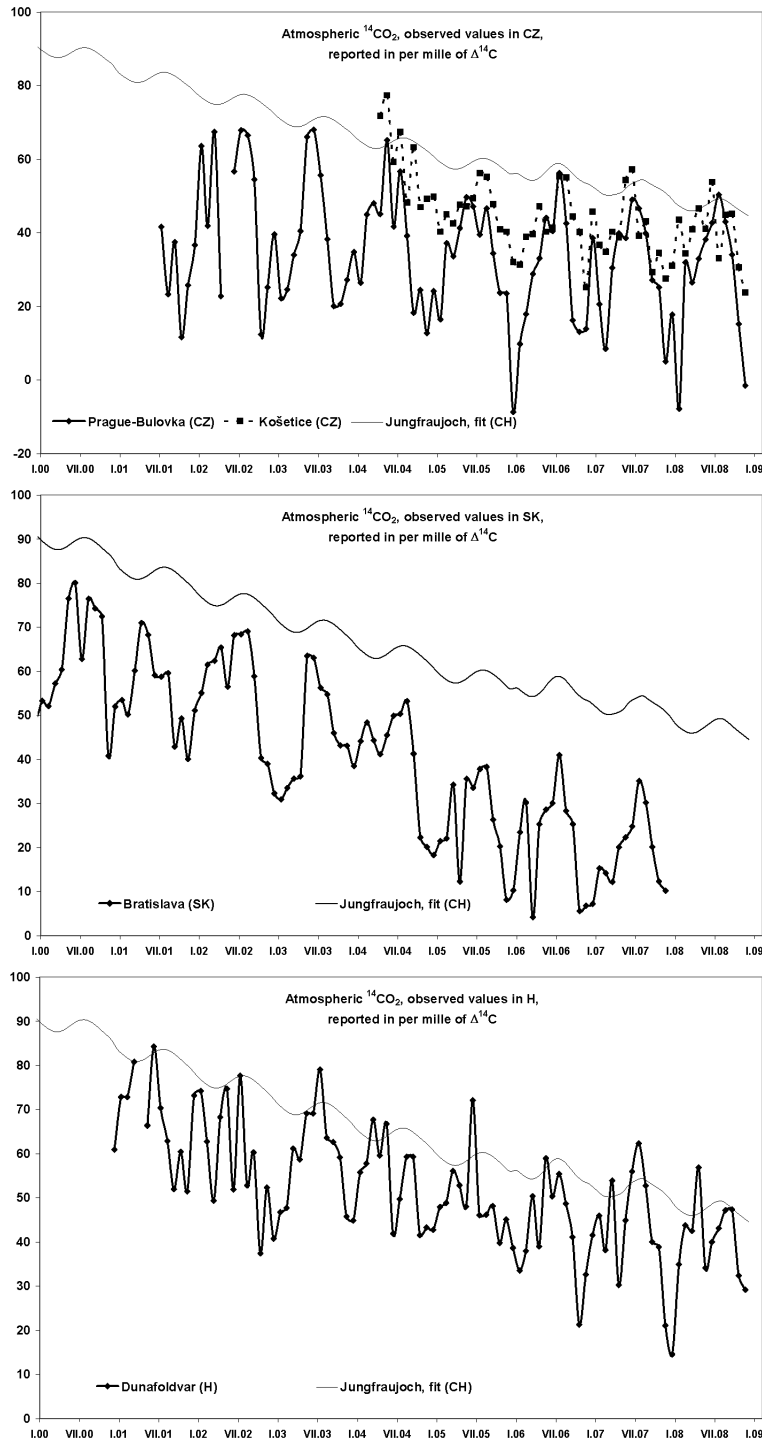 Atmospheric ¹⁴CO₂, observed values in CZ,
reported in per mille of Δ¹⁴C
100
80
60
40
20
0
-20
Prague-Bulovka (CZ) Košetice (CZ) Jungfraujoch, fit (CH)
I.00 VII.00 I.01 VII.01 I.02 VII.02 I.03 VII.03 I.04 VII.04 I.05 VII.05 I.06 VII.06 I.07 VII.07 I.08 VII.08 I.09
Atmospheric ¹⁴CO₂, observed values in SK,
reported in per mille of Δ¹⁴C
100
90
80
70
60
50
40
30
20
10
0
Bratislava (SK) Jungfraujoch, fit (CH)
I.00 VII.00 I.01 VII.01 I.02 VII.02 I.03 VII.03 I.04 VII.04 I.05 VII.05 I.06 VII.06 I.07 VII.07 I.08 VII.08 I.09
Atmospheric ¹⁴CO₂, observed values in H,
reported in per mille of Δ¹⁴C
100
90
80
70
60
50
40
30
20
10
0
Dunafoldvar (H) Jungfraujoch, fit (CH)
I.00 VII.00 I.01 VII.01 I.02 VII.02 I.03 VII.03 I.04 VII.04 I.05 VII.05 I.06 VII.06 I.07 VII.07 I.08 VII.08 I.09